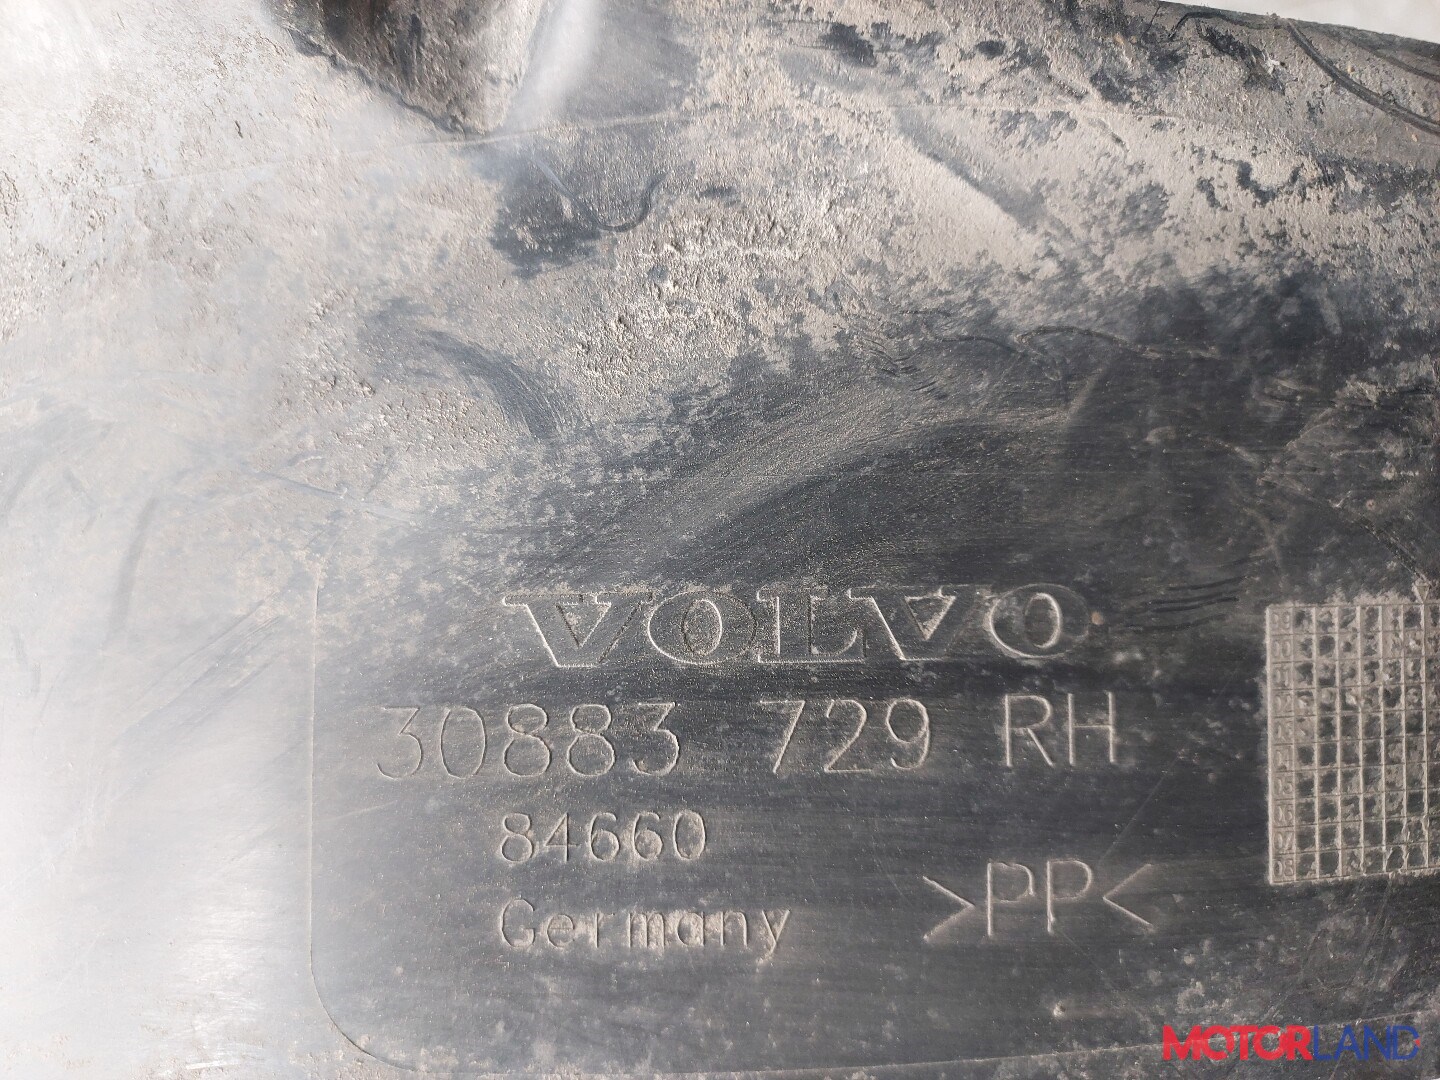 VOLVO
30883 729 RH
84660
>PP<
Germany
MOTORLAND